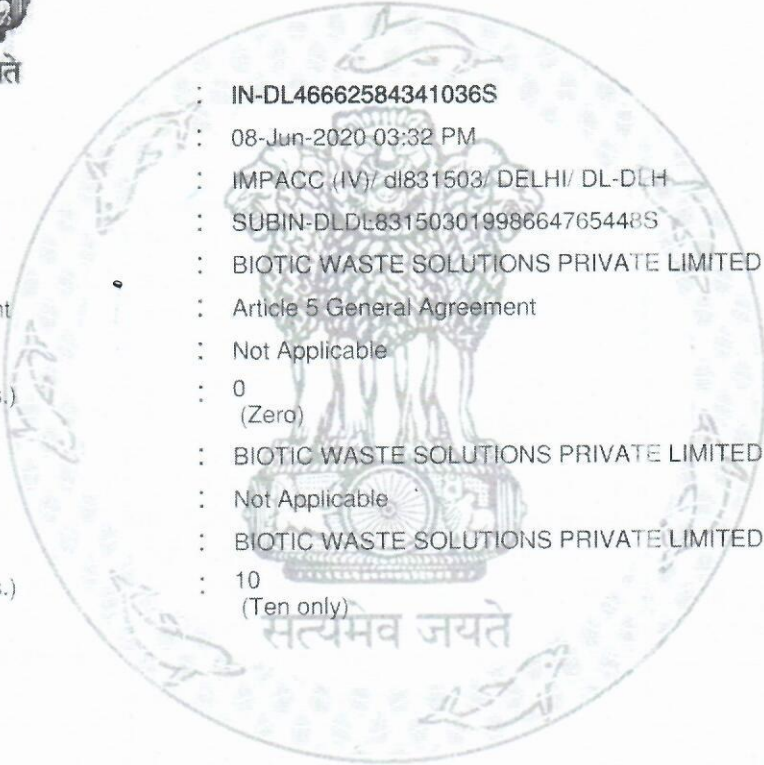 : IN-DL46662584341036S
: 08-Jun-2020 03:32 PM
: IMPACC (IV)/ dl831503/ DELHI/ DL-DLH
: SUBIN-DLDL83150301998664765448S
: BIOTIC WASTE SOLUTIONS PRIVATE LIMITED
: Article 5 General Agreement
: Not Applicable
: 0
(Zero)
: BIOTIC WASTE SOLUTIONS PRIVATE LIMITED
: Not Applicable
: BIOTIC WASTE SOLUTIONS PRIVATE LIMITED
: 10
(Ten only)
सत्यमेव जयते